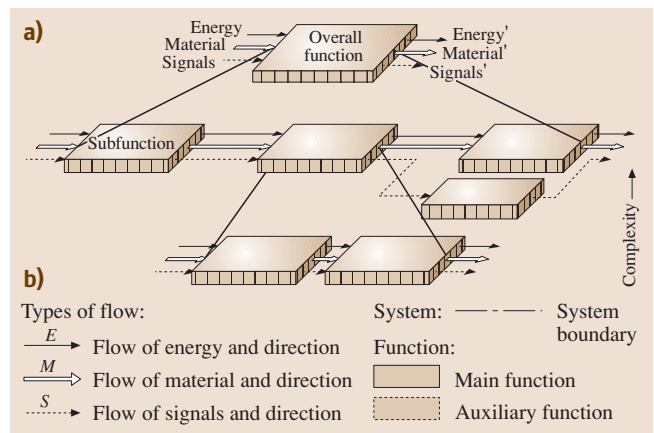 a)
Energy
Material
Signals
Overall
function
Energy'
Material'
Signals'
Subfunction
Complexity
b)
Types of flow:
E
Flow of energy and direction
M
Flow of material and direction
S
Flow of signals and direction
System:
System
boundary
Function:
Main function
Auxiliary function